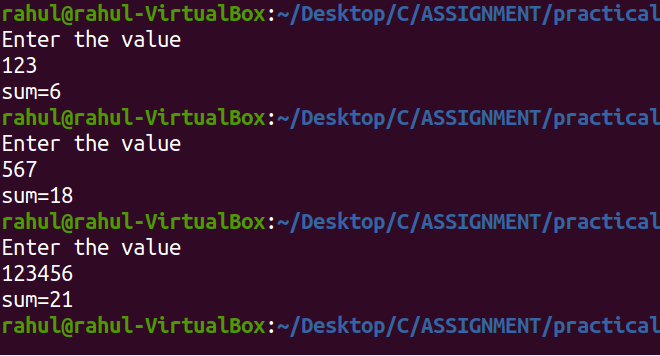 rahul@rahul-VirtualBox:~/Desktop/C/ASSIGNMENT/practical
Enter the value
123
sum=6
rahul@rahul-VirtualBox:~/Desktop/C/ASSIGNMENT/practical
Enter the value
567
sum=18
rahul@rahul-VirtualBox:~/Desktop/C/ASSIGNMENT/practical
Enter the value
123456
sum=21
rahul@rahul-VirtualBox:~/Desktop/C/ASSIGNMENT/practical